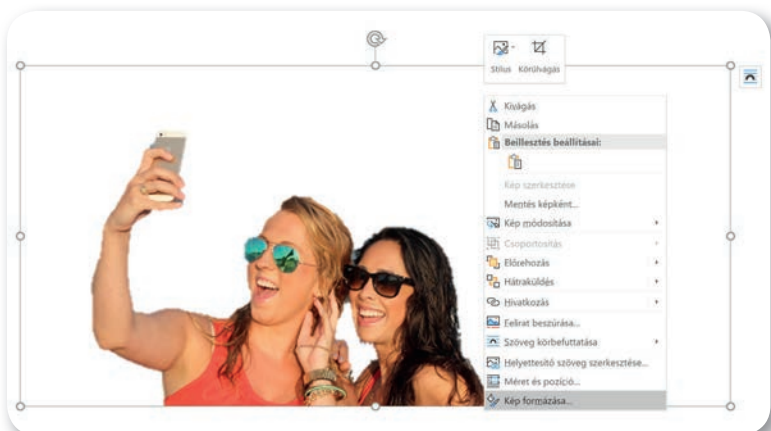 Stílus Körülvágás
Kivágás
Másolás
Beillesztés beállításai:
Kép szerkesztése
Mentés képként...
Kép módosítása
Csoportosítás
Előrehozás
Hátraküldés
Hivatkozás
Felirat beszúrása...
Szöveg körbefuttatása
Helyettesítő szöveg szerkesztése...
Méret és pozíció...
Kép formázása...